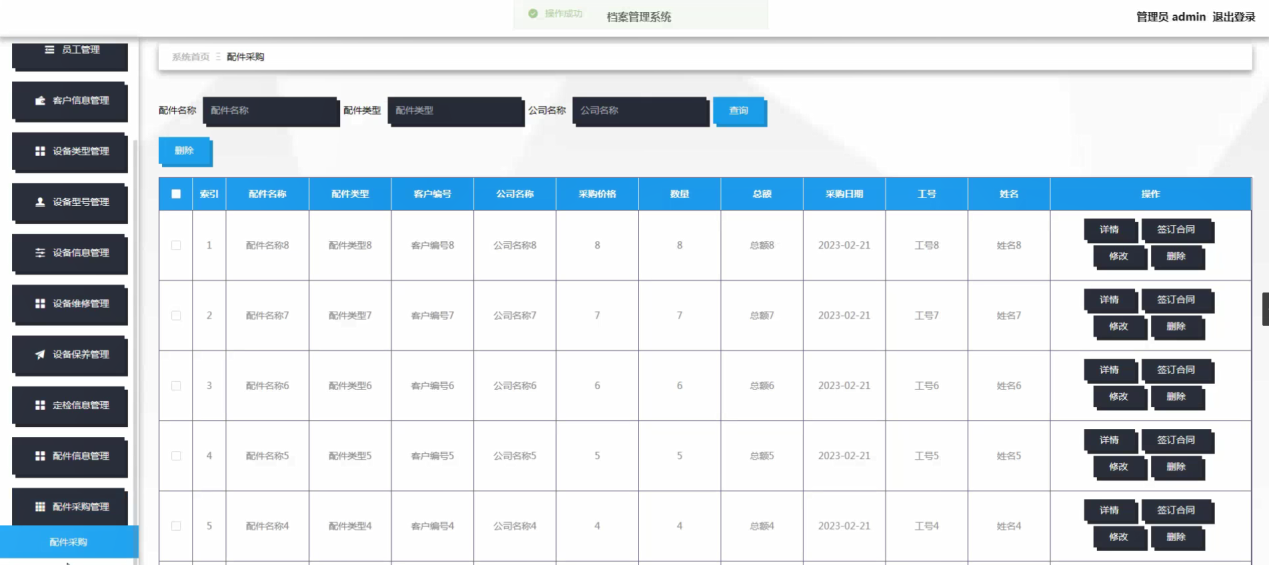 操作成功
档案管理系统
管理员 admin 退出登录
员工管理
客户信息管理
设备类型管理
设备型号管理
设备信息管理
设备维修管理
设备保养管理
定检信息管理
配件信息管理
配件采购管理
配件采购
系统首页 配件采购
配件名称 配件名称 配件类型 配件类型 公司名称 公司名称 查询
删除
索引 配件名称 配件类型 客户编号 公司名称 采购价格 数量 总额 采购日期 工号 姓名 操作
1 配件名称8 配件类型8 客户编号8 公司名称8 8 8 总额8 2023-02-21 工号8 姓名8 详情 签订合同
修改 删除
2 配件名称7 配件类型7 客户编号7 公司名称7 7 7 总额7 2023-02-21 工号7 姓名7 详情 签订合同
修改 删除
3 配件名称6 配件类型6 客户编号6 公司名称6 6 6 总额6 2023-02-21 工号6 姓名6 详情 签订合同
修改 删除
4 配件名称5 配件类型5 客户编号5 公司名称5 5 5 总额5 2023-02-21 工号5 姓名5 详情 签订合同
修改 删除
5 配件名称4 配件类型4 客户编号4 公司名称4 4 4 总额4 2023-02-21 工号4 姓名4 详情 签订合同
修改 删除